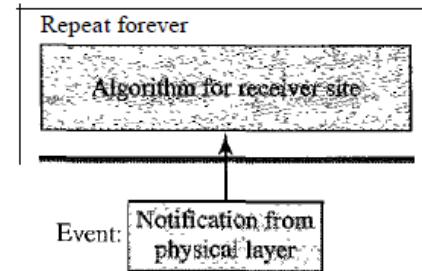 Repeat forever
Algorithm for receiver site
Event: Notification from
physical layer